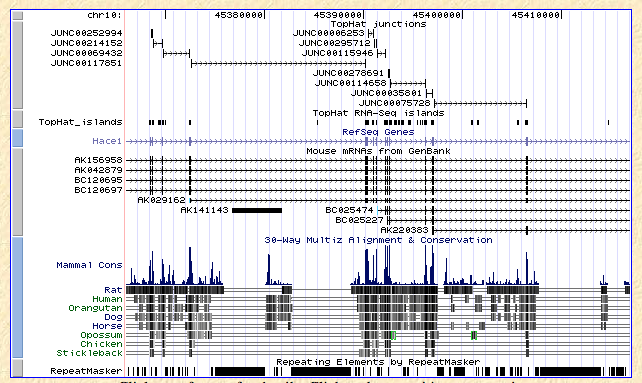 chr10: 45380000 45390000 45400000 45410000
TopHat junctions
JUNC00252994 JUNC00006253
JUNC00214152 JUNC00295712
JUNC00069432 JUNC00115946
JUNC00117851
JUNC00278691
JUNC00114658
JUNC00035801
JUNC00075728
TopHat RNA-Seq islands
TopHat_islands
RefSeq Genes
Hace1
Mouse mRNAs from GenBank
AK156958
AK042879
BC120695
BC120697
AK029162
AK141143 BC025474
BC025227
AK220383
30-Way Multiz Alignment & Conservation
Mammal Cons
Rat
Human
Orangutan
Dog
Horse
Opossum
Chicken
Stickleback
Repeating Elements by RepeatMasker
RepeatMasker